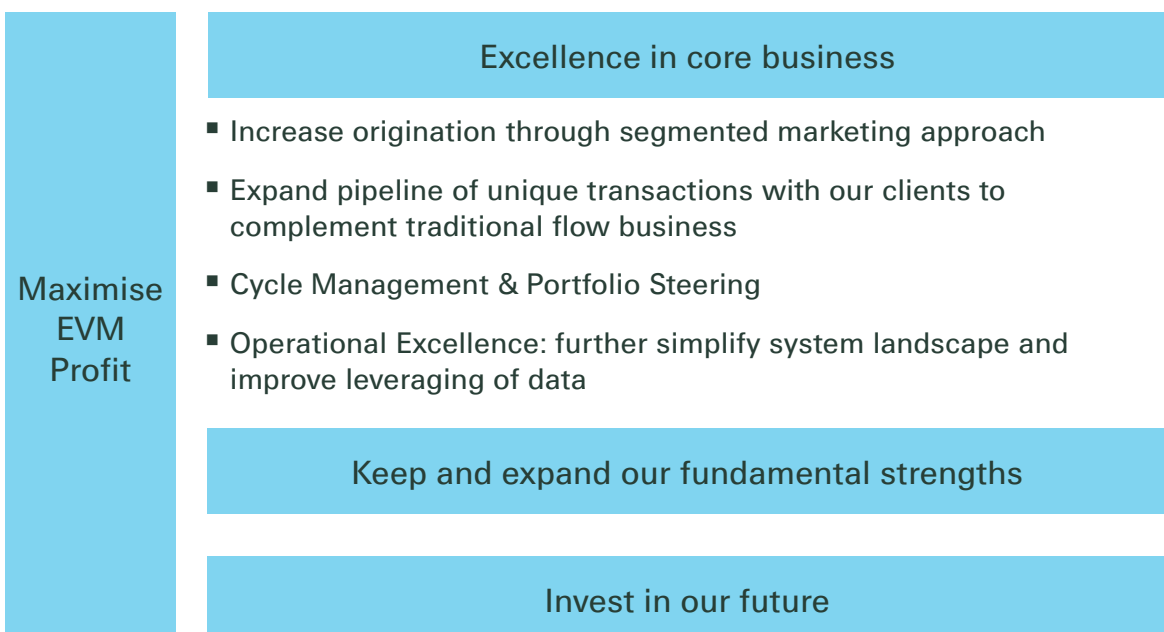 Maximise
EVM
Profit
Excellence in core business
▪ Increase origination through segmented marketing approach
▪ Expand pipeline of unique transactions with our clients to
complement traditional flow business
▪ Cycle Management & Portfolio Steering
▪ Operational Excellence: further simplify system landscape and
improve leveraging of data
Keep and expand our fundamental strengths
Invest in our future